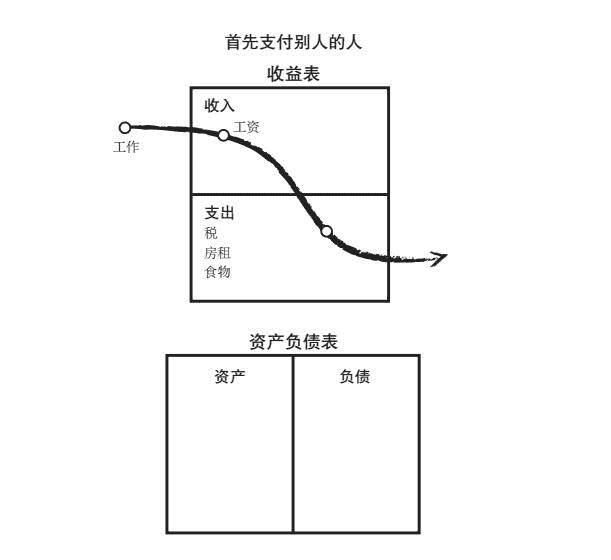 首先支付别人的人
收益表
收入
工资
工作
支出
税
房租
食物
资产负债表
资产
负债